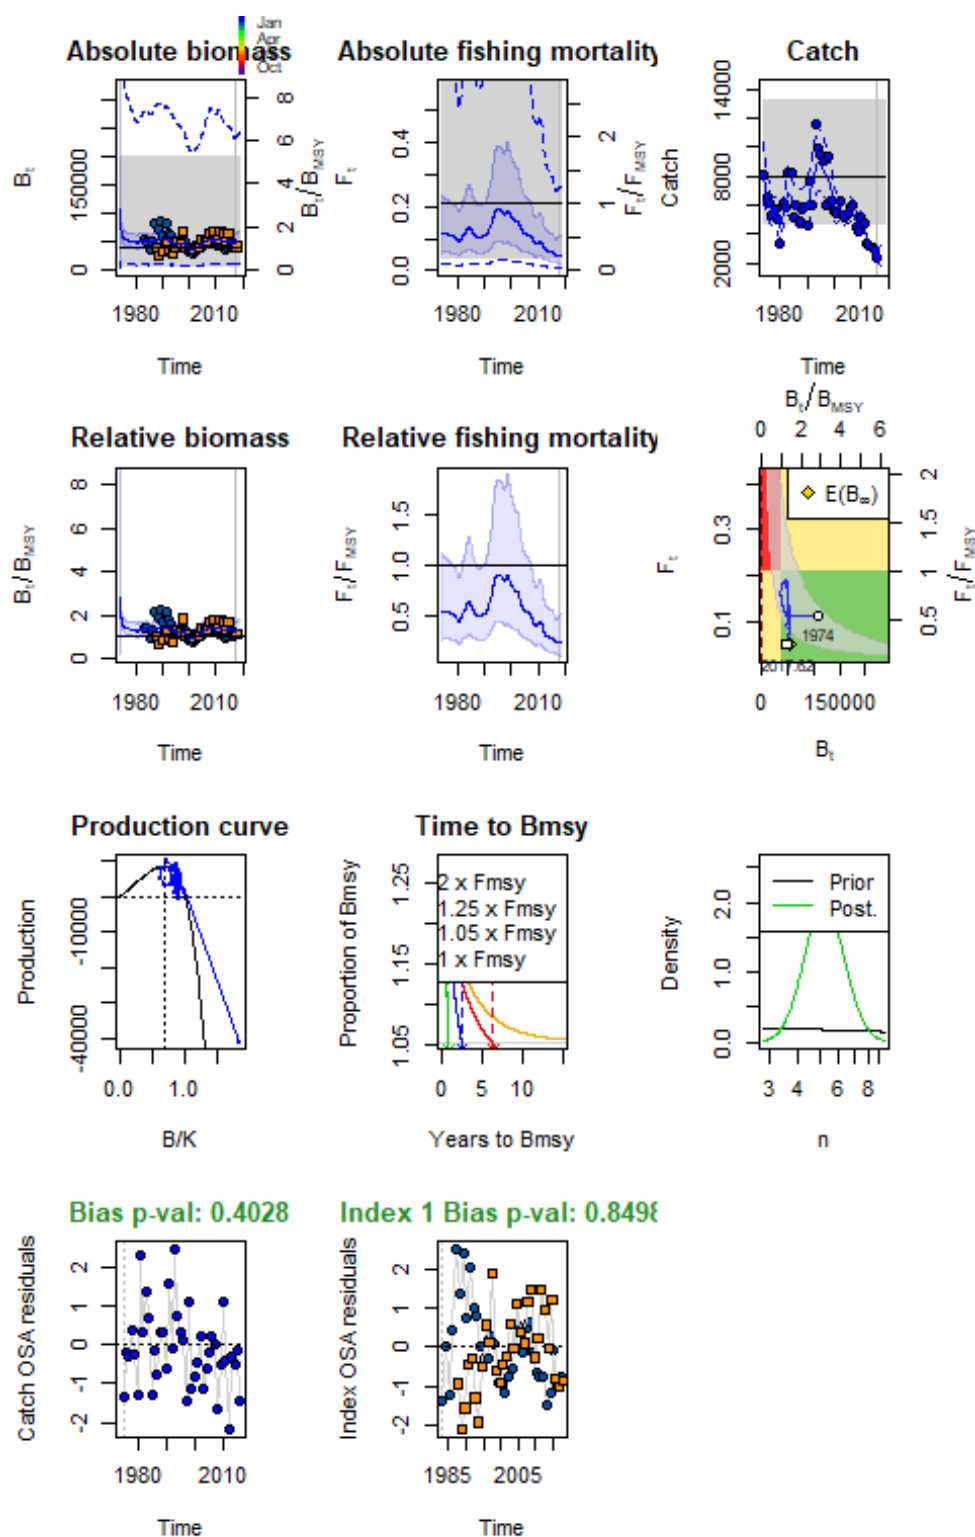 Jan
Apr
Oct
Absolute biomass
Absolute fishing mortality
Catch
Bt
0 150000
0 2 4 6 8
Bt/BMSY
1980 2010
Time
Ft
0.0 0.2 0.4
0 1 2
Ft/FMSY
1980 2010
Time
Catch
2000 8000 14000
1980 2010
Time
Relative biomass
Relative fishing mortality
Bt/BMSY
0 2 4 6 8
1980 2010
Time
Ft/FMSY
0.5 1.0 1.5
1980 2010
Time
Bt/BMSY
0 1 2 3 4 5 6
E(B∞)
1974
2017.62
Ft
0.1 0.3
0.5 1 1.5 2
Ft/FMSY
0 150000
Bt
Production curve
Time to Bmsy
Production
-40000 -10000
0.0 1.0
B/K
Proportion of Bmsy
1.05 1.15 1.25
2 x Fmsy
1.25 x Fmsy
1.05 x Fmsy
1 x Fmsy
0 5 10
Years to Bmsy
Prior
Post.
Density
0.0 1.0 2.0
3 4 6 8
n
Bias p-val: 0.4028
Index 1 Bias p-val: 0.8498
Catch OSA residuals
-2 -1 0 1 2
1980 2010
Time
Index OSA residuals
-2 -1 0 1 2
1985 2005
Time